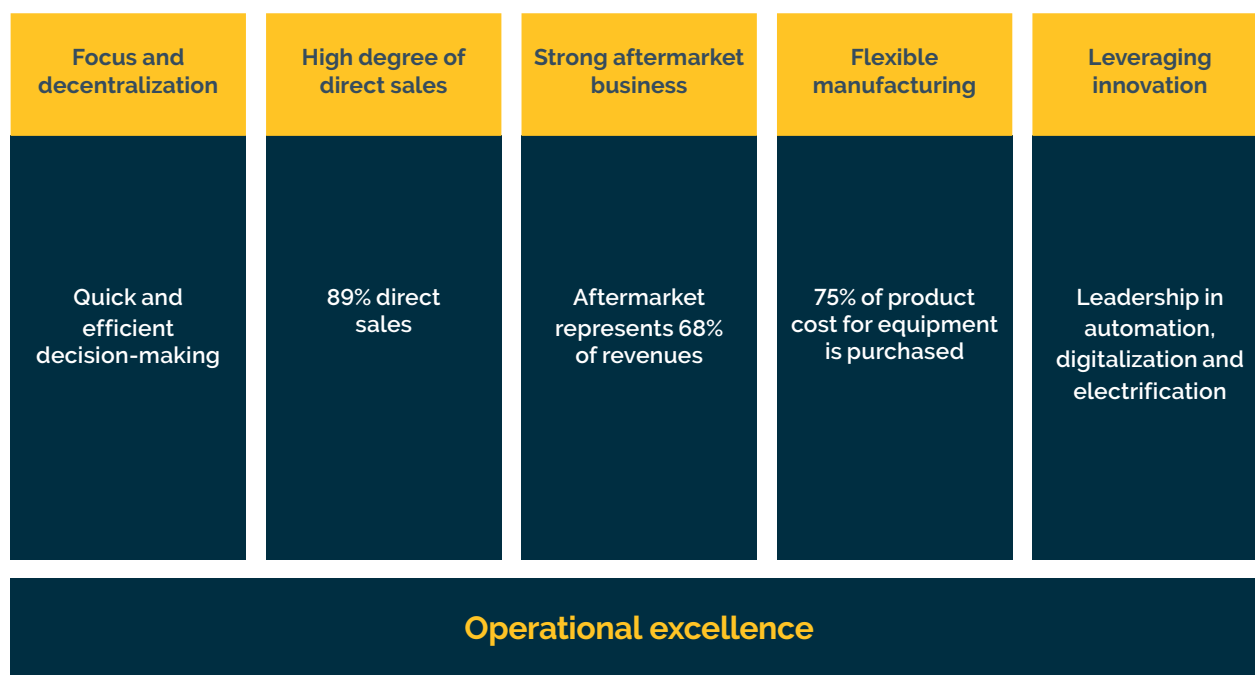 Focus and
decentralization
High degree of
direct sales
Strong aftermarket
business
Flexible
manufacturing
Leveraging
innovation
Quick and
efficient
decision-making
89% direct
sales
Aftermarket
represents 68%
of revenues
75% of product
cost for equipment
is purchased
Leadership in
automation,
digitalization and
electrification
Operational excellence